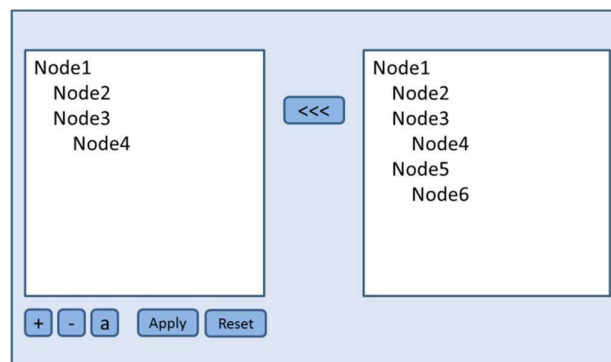 Node1
Node2
Node3
Node4
<<<
Node1
Node2
Node3
Node4
Node5
Node6
+ - a Apply Reset